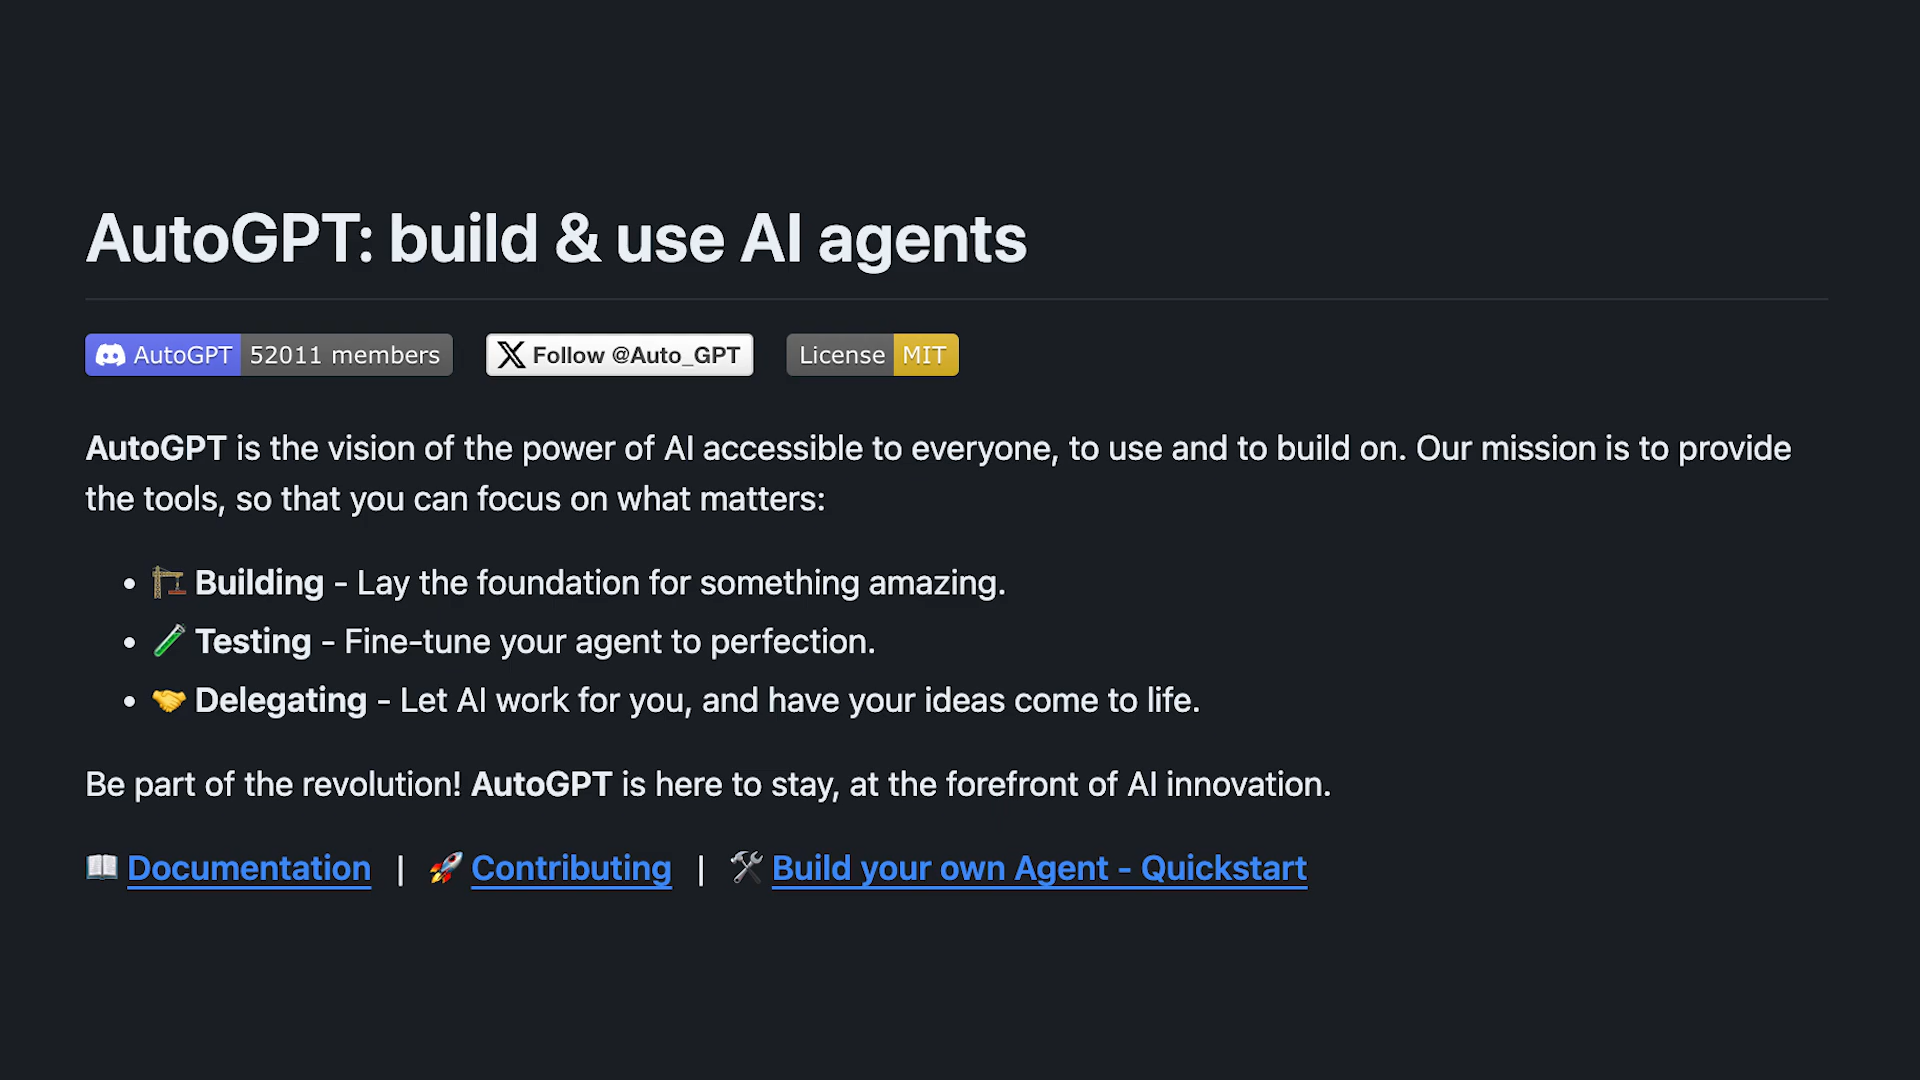 AutoGPT: build & use AI agents
AutoGPT 52011 members Follow @Auto_GPT License MIT
AutoGPT is the vision of the power of AI accessible to everyone, to use and to build on. Our mission is to provide
the tools, so that you can focus on what matters:
• 🏗️ Building - Lay the foundation for something amazing.
• 🧪 Testing - Fine-tune your agent to perfection.
• 🤝 Delegating - Let AI work for you, and have your ideas come to life.
Be part of the revolution! AutoGPT is here to stay, at the forefront of AI innovation.
📖 Documentation | 🚀 Contributing | 🛠️ Build your own Agent - Quickstart